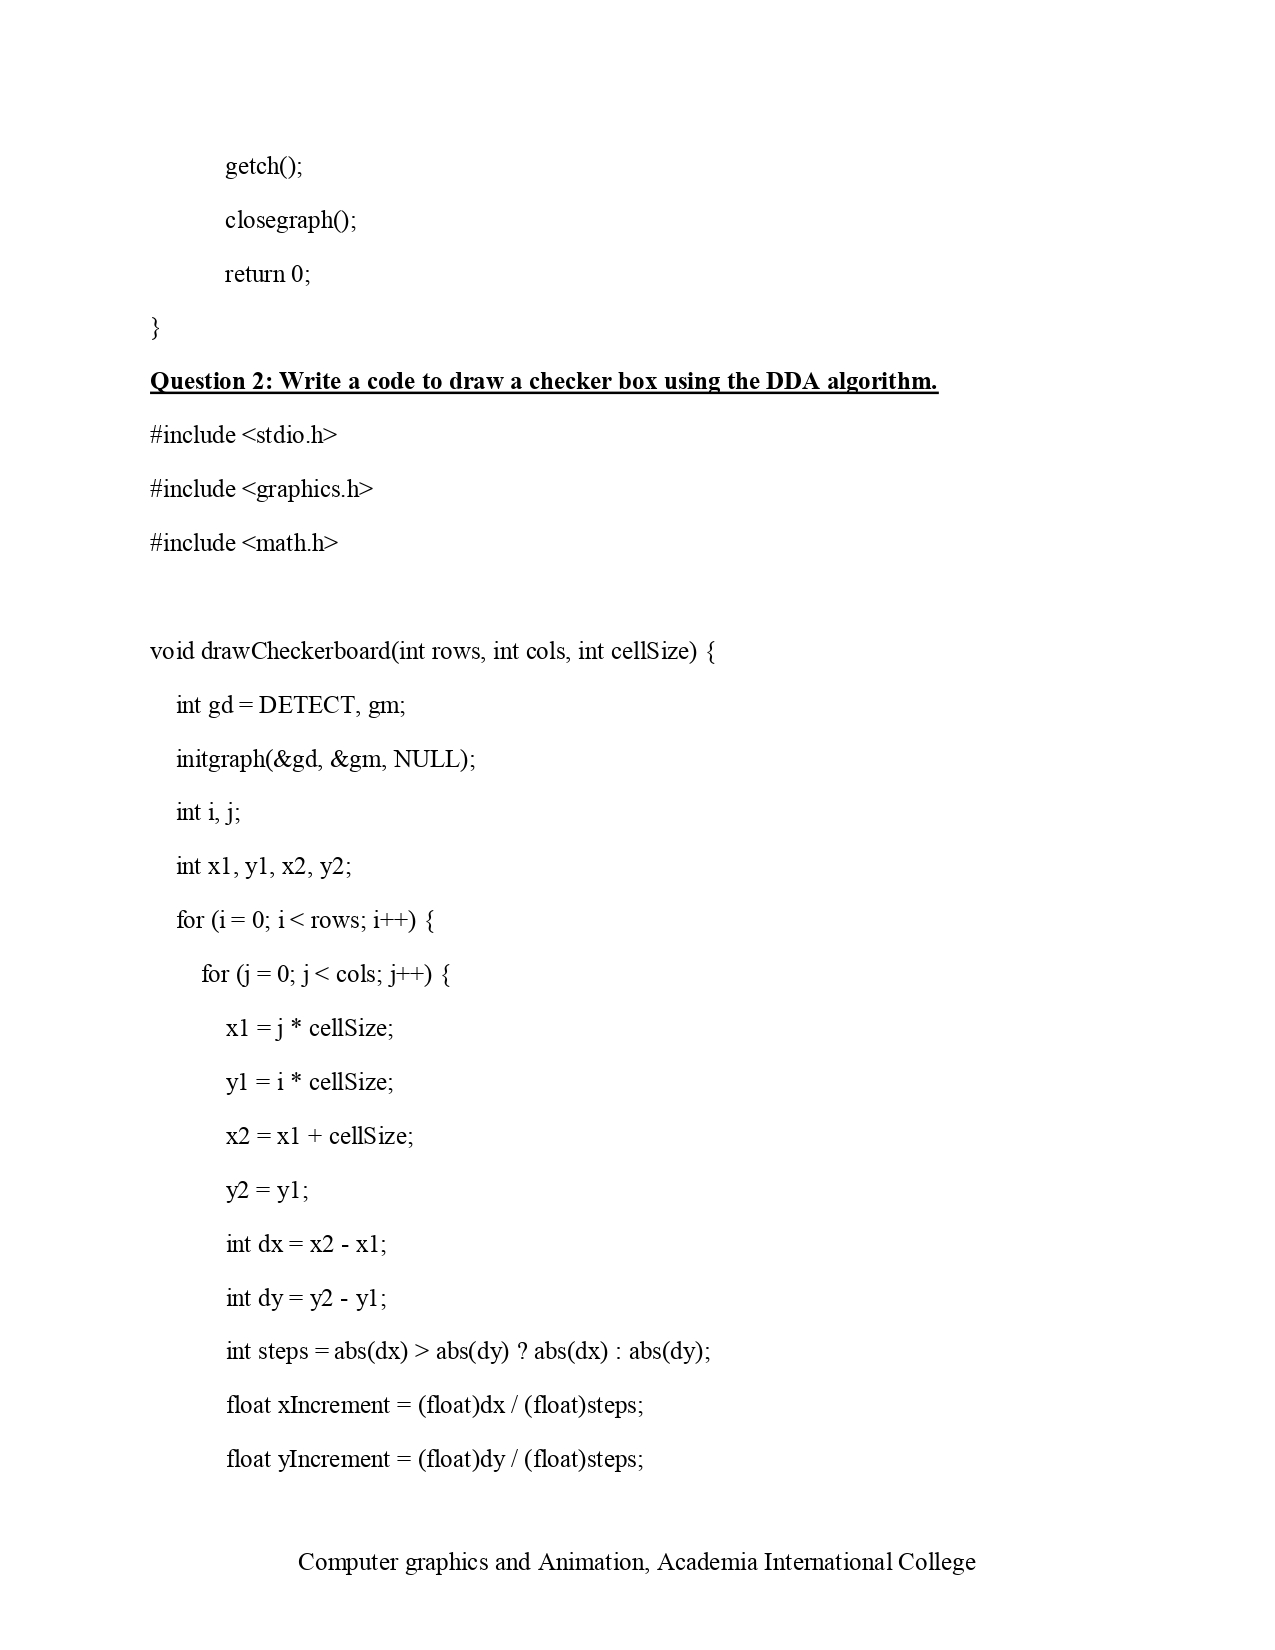 getch();
closegraph();
return 0;
}
Question 2: Write a code to draw a checker box using the DDA algorithm.
#include <stdio.h>
#include <graphics.h>
#include <math.h>
void drawCheckerboard(int rows, int cols, int cellSize) {
int gd = DETECT, gm;
initgraph(&gd, &gm, NULL);
int i, j;
int x1, y1, x2, y2;
for (i = 0; i < rows; i++) {
for (j = 0; j < cols; j++) {
x1 = j * cellSize;
y1 = i * cellSize;
x2 = x1 + cellSize;
y2 = y1;
int dx = x2 - x1;
int dy = y2 - y1;
int steps = abs(dx) > abs(dy) ? abs(dx) : abs(dy);
float xIncrement = (float)dx / (float)steps;
float yIncrement = (float)dy / (float)steps;
Computer graphics and Animation, Academia International College